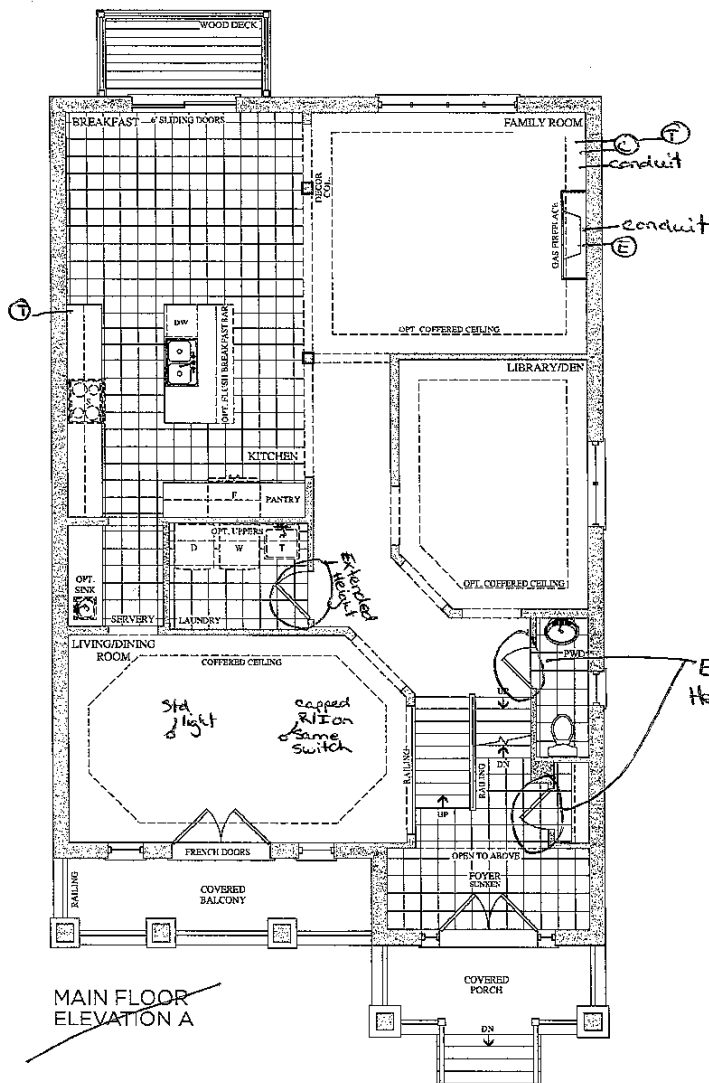 WOOD DECK
BREAKFAST
6' SLIDING DOORS
FAMILY ROOM
C
T
conduit
DECOR
COL.
GAS FIREPLACE
conduit
E
T
DW
OPT. FLUSH BREAKFAST BAR
OPT. COFFERED CEILING
LIBRARY/DEN
KITCHEN
F
PANTRY
OPT. UPPERS
D
W
T
OPT.
SINK
Extended
Height
OPT. COFFERED CEILING
SERVERY
LAUNDRY
LIVING/DINING
ROOM
COFFERED CEILING
PWD
E
UP
Std
light
capped
R/I on
same
switch
RAILING
RAILING
DN
UP
FRENCH DOORS
OPEN TO ABOVE
FOYER
SUNKEN
RAILING
COVERED
BALCONY
COVERED
PORCH
MAIN FLOOR
ELEVATION A
DN